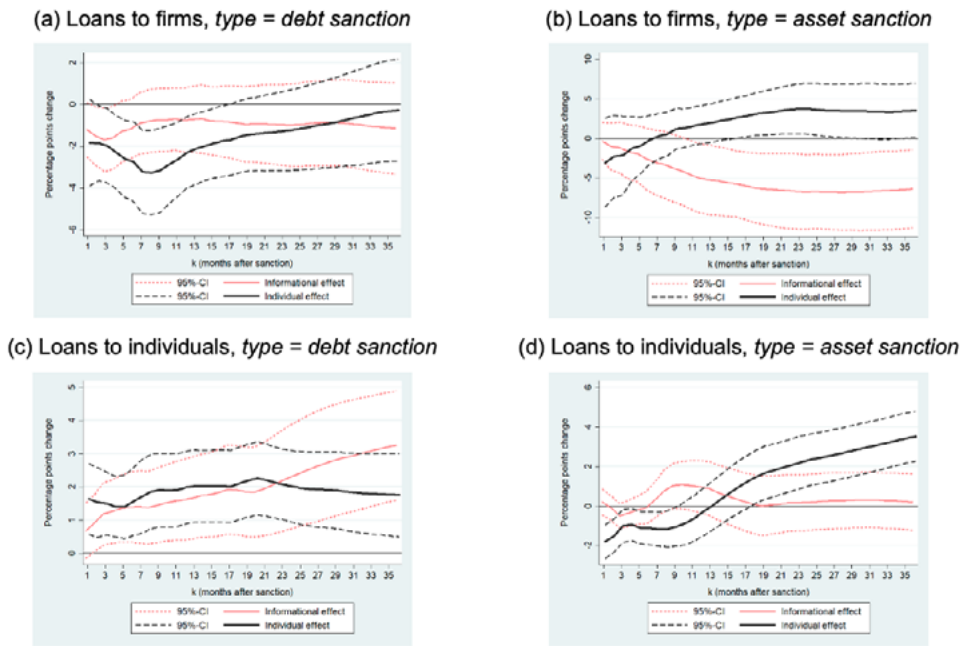 (a) Loans to firms, type = debt sanction
(b) Loans to firms, type = asset sanction
Percentage points change
2
0
-2
-4
-6
1 3 5 7 9 11 13 15 17 19 21 23 25 27 29 31 33 35
k (months after sanction)
95%-CI Informational effect
95%-CI Individual effect
Percentage points change
10
5
0
-5
-10
1 3 5 7 9 11 13 15 17 19 21 23 25 27 29 31 33 35
k (months after sanction)
95%-CI Informational effect
95%-CI Individual effect
(c) Loans to individuals, type = debt sanction
(d) Loans to individuals, type = asset sanction
Percentage points change
5
4
3
2
1
0
1 3 5 7 9 11 13 15 17 19 21 23 25 27 29 31 33 35
k (months after sanction)
95%-CI Informational effect
95%-CI Individual effect
Percentage points change
6
4
2
0
-2
1 3 5 7 9 11 13 15 17 19 21 23 25 27 29 31 33 35
k (months after sanction)
95%-CI Informational effect
95%-CI Individual effect